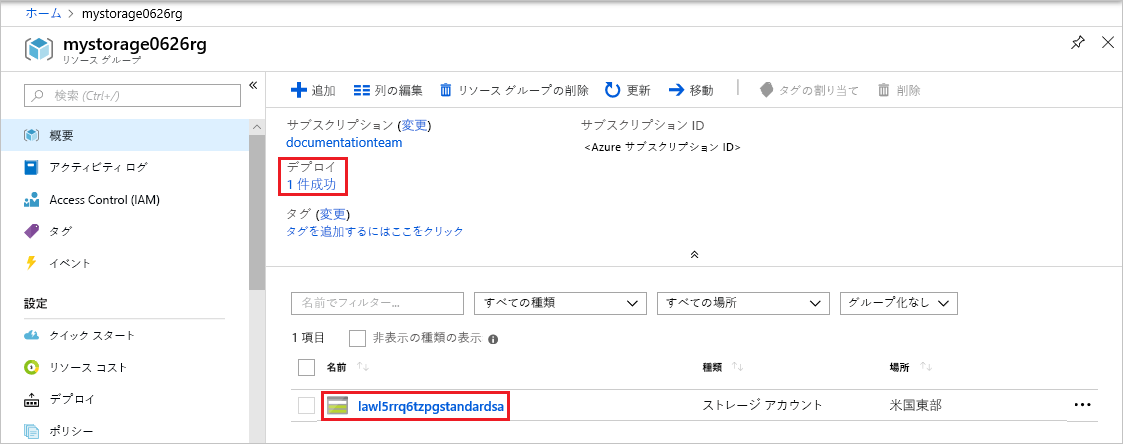 ホーム > mystorage0626rg
mystorage0626rg
リソース グループ
検索 (Ctrl+/)
概要
アクティビティ ログ
Access Control (IAM)
タグ
イベント
設定
クイック スタート
リソース コスト
デプロイ
ポリシー
追加 列の編集 リソース グループの削除 更新 移動 タグの割り当て 削除
サブスクリプション (変更) サブスクリプション ID
documentationteam <Azure サブスクリプション ID>
デプロイ
1 件成功
タグ (変更)
タグを追加するにはここをクリック
名前でフィルター... すべての種類 すべての場所 グループ化なし
1 項目 非表示の種類の表示
名前 種類 場所
lawl5rrq6tzpgstandardsa ストレージ アカウント 米国東部